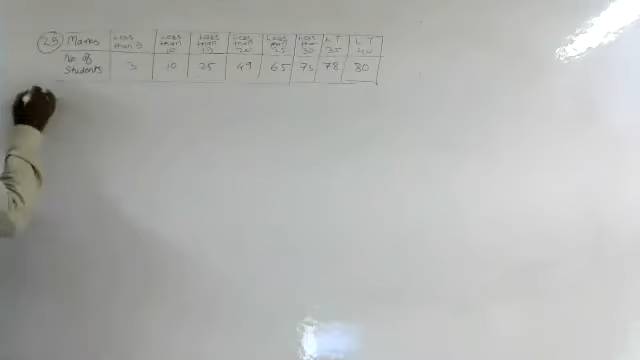 25 Marks Less than 5 Less than 10 Less than 15 Less than 20 Less than 25 Less than 30 L T 35 L T 40
No of Students 3 10 25 49 65 73 78 80